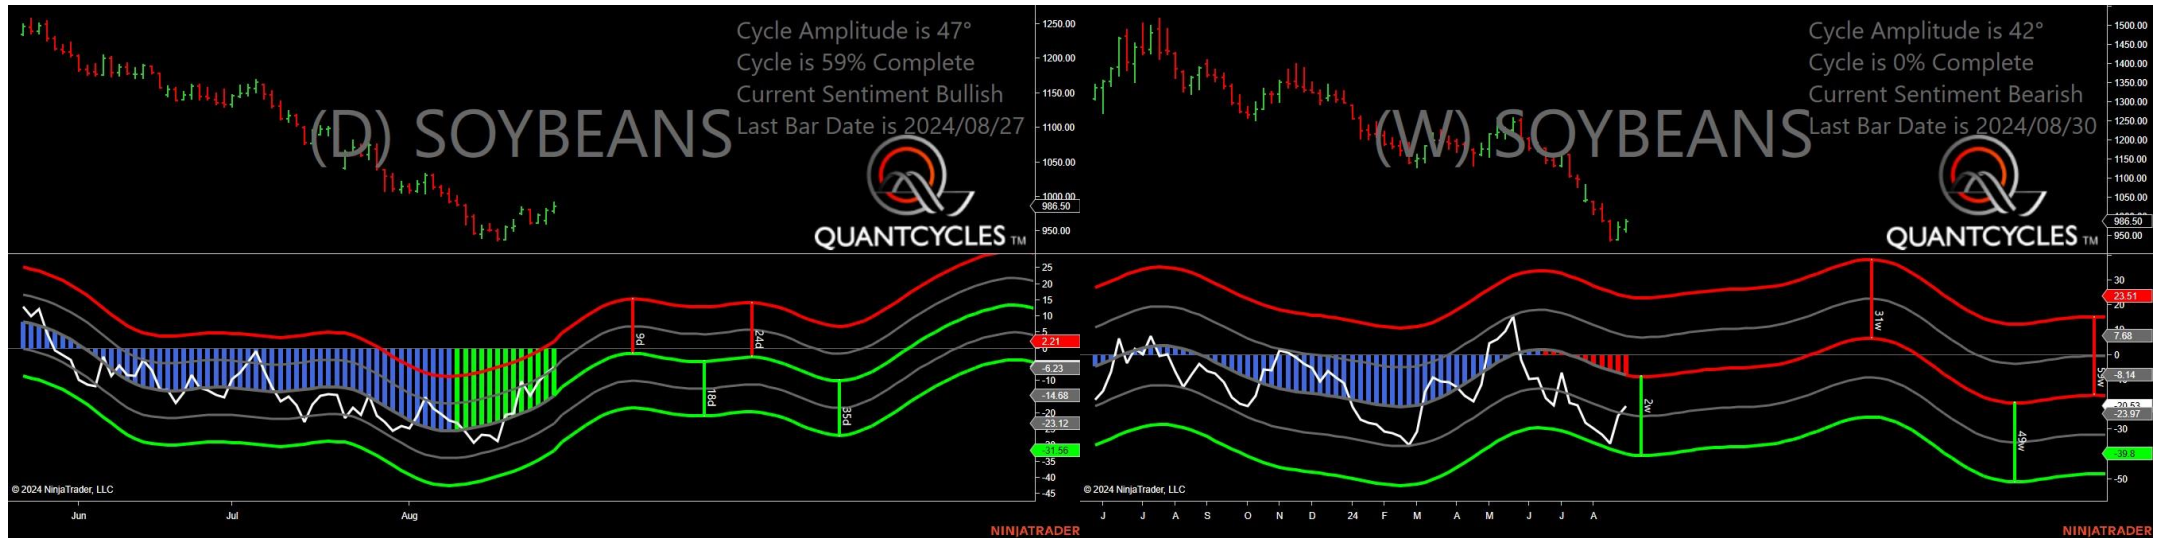 Cycle Amplitude is 47°
Cycle is 59% Complete
Current Sentiment Bullish
Last Bar Date is 2024/08/27
(D) SOYBEANS
QUANTCYCLES TM
1250.00
1200.00
1150.00
1100.00
1050.00
1000.00
986.50
950.00
25
20
15
10
5
2.21
0
-6.23
-10
-14.68
-20
-23.12
-31.56
-35
-40
-45
9d
18d
24d
35d
© 2024 NinjaTrader, LLC
Jun
Jul
Aug
NINJATRADER
Cycle Amplitude is 42°
Cycle is 0% Complete
Current Sentiment Bearish
Last Bar Date is 2024/08/30
(W) SOYBEANS
QUANTCYCLES TM
1500.00
1450.00
1400.00
1350.00
1300.00
1250.00
1200.00
1150.00
1100.00
1050.00
986.50
950.00
30
23.51
20
10
7.68
0
-8.14
-20.53
-23.97
-30
-39.8
-50
2w
31w
49w
59w
© 2024 NinjaTrader, LLC
J J A S O N D 24 F M A M J J A
NINJATRADER